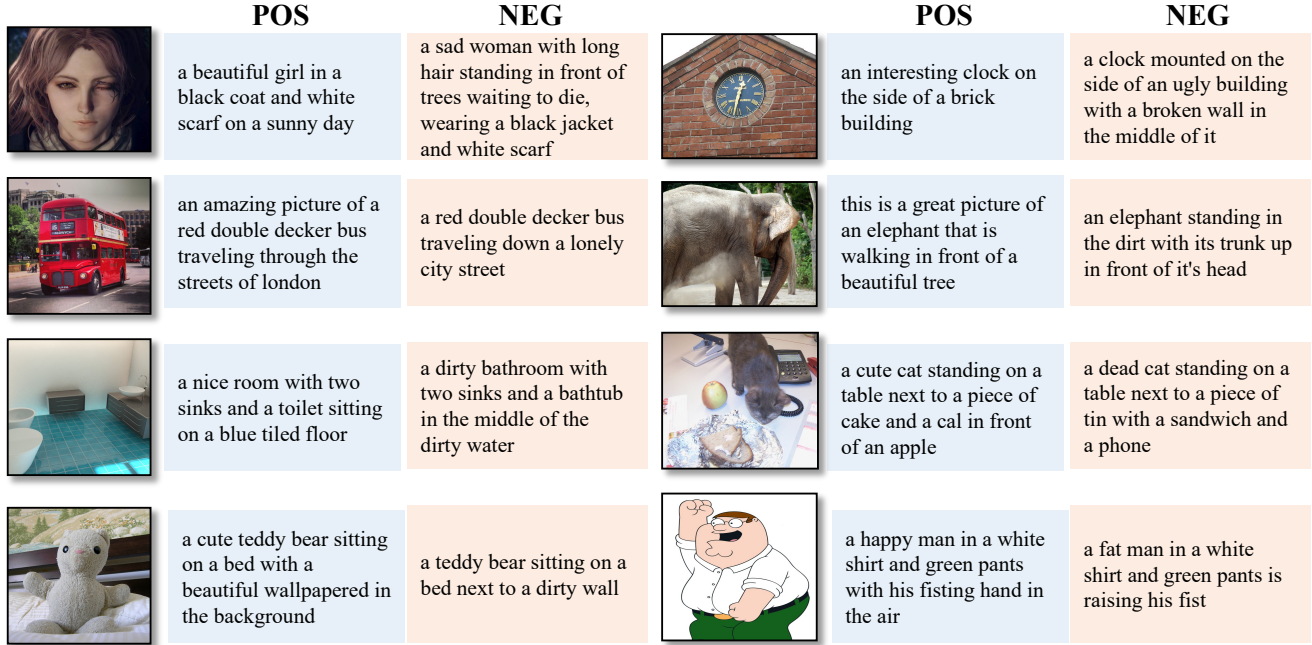 POS
NEG
a beautiful girl in a
black coat and white
scarf on a sunny day
a sad woman with long
hair standing in front of
trees waiting to die,
wearing a black jacket
and white scarf
an amazing picture of a
red double decker bus
traveling through the
streets of london
a red double decker bus
traveling down a lonely
city street
a nice room with two
sinks and a toilet sitting
on a blue tiled floor
a dirty bathroom with
two sinks and a bathtub
in the middle of the
dirty water
a cute teddy bear sitting
on a bed with a
beautiful wallpapered in
the background
a teddy bear sitting on a
bed next to a dirty wall
POS
NEG
an interesting clock on
the side of a brick
building
a clock mounted on the
side of an ugly building
with a broken wall in
the middle of it
this is a great picture of
an elephant that is
walking in front of a
beautiful tree
an elephant standing in
the dirt with its trunk up
in front of it's head
a cute cat standing on a
table next to a piece of
cake and a cal in front
of an apple
a dead cat standing on a
table next to a piece of
tin with a sandwich and
a phone
a happy man in a white
shirt and green pants
with his fisting hand in
the air
a fat man in a white
shirt and green pants is
raising his fist